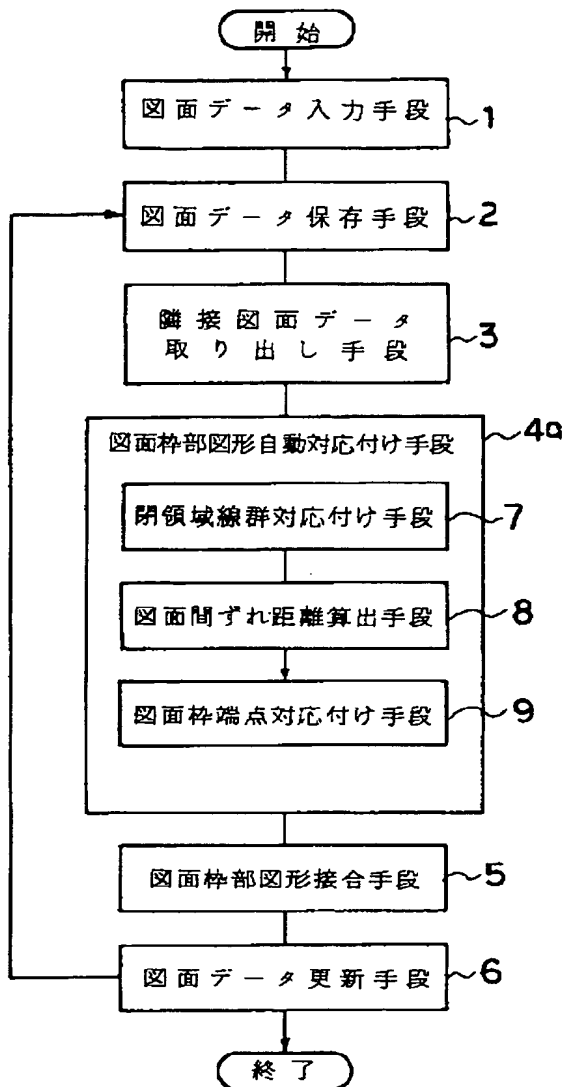 開始
図面データ入力手段
1
図面データ保存手段
2
隣接図面データ
取り出し手段
3
図面枠部図形自動対応付け手段
4a
閉領域線群対応付け手段
7
図面間ずれ距離算出手段
8
図面枠端点対応付け手段
9
図面枠部図形接合手段
5
図面データ更新手段
6
終了